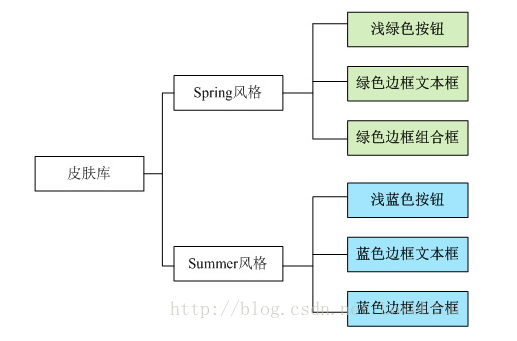 浅绿色按钮
Spring风格
绿色边框文本框
绿色边框组合框
皮肤库
浅蓝色按钮
Summer风格
蓝色边框文本框
蓝色边框组合框
http://blog.csdn.ne